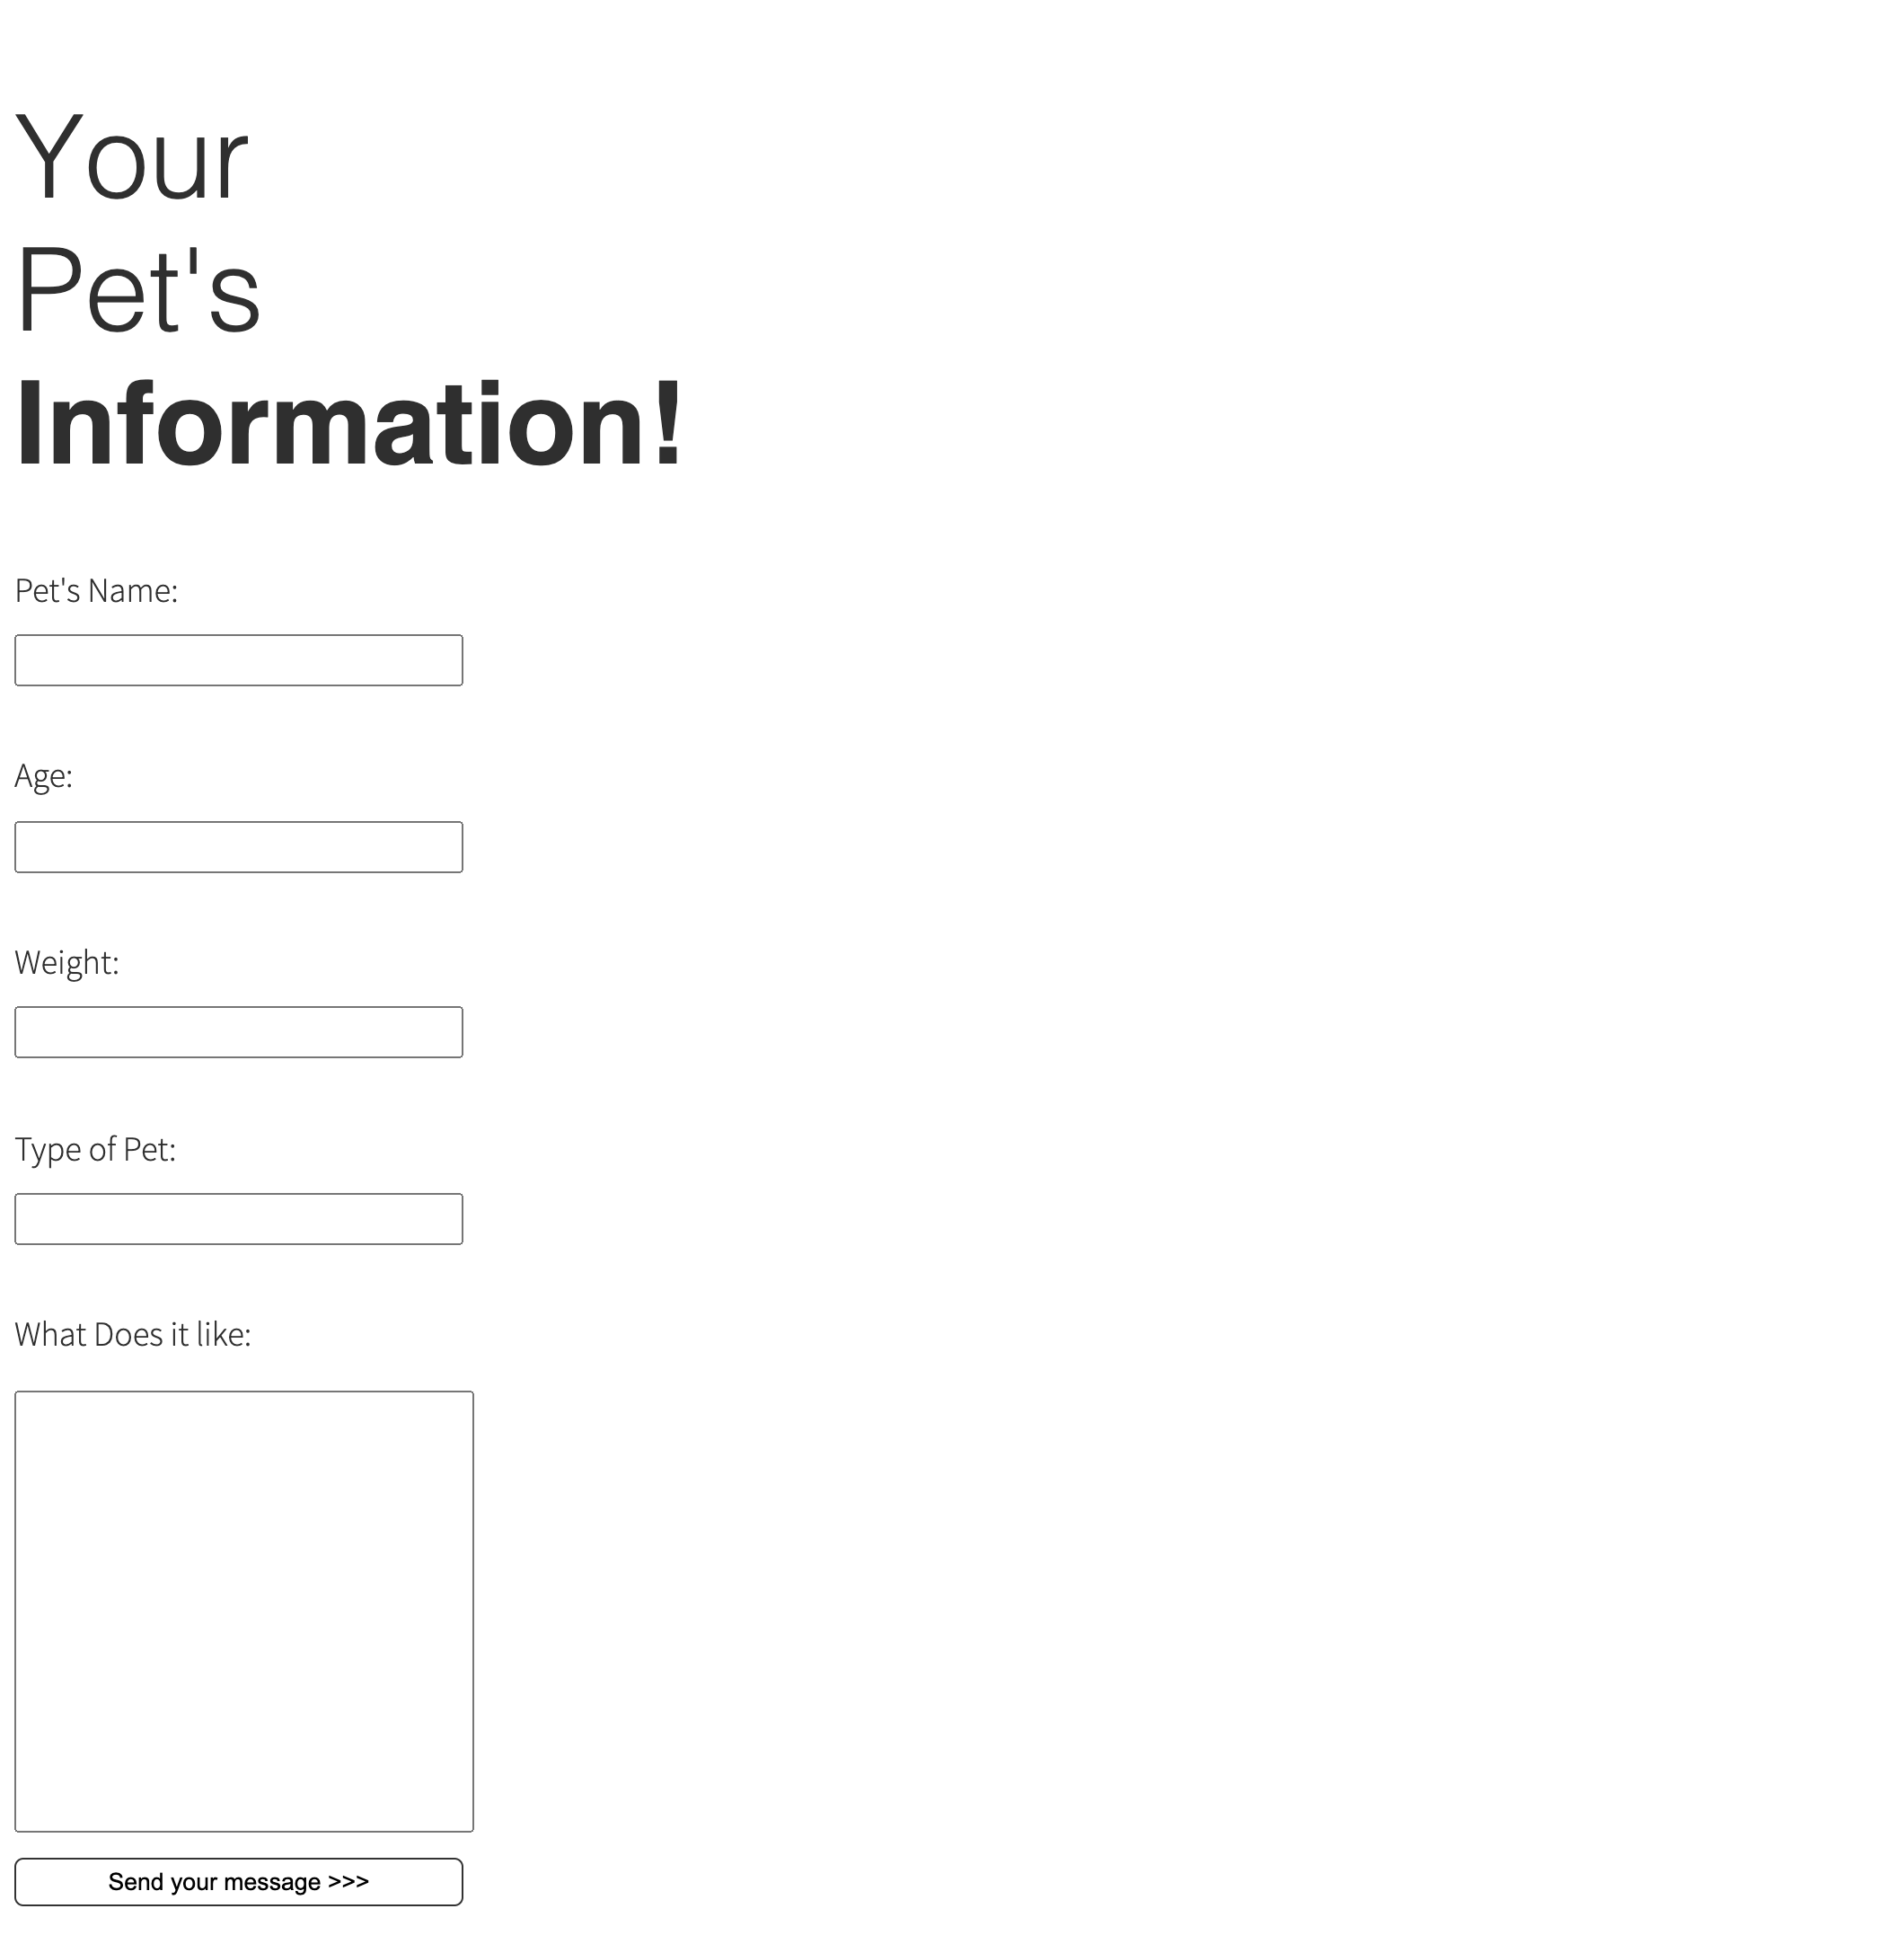 Your
Pet's
Information!
Pet's Name:
Age:
Weight:
Type of Pet:
What Does it like:
Send your message >>>